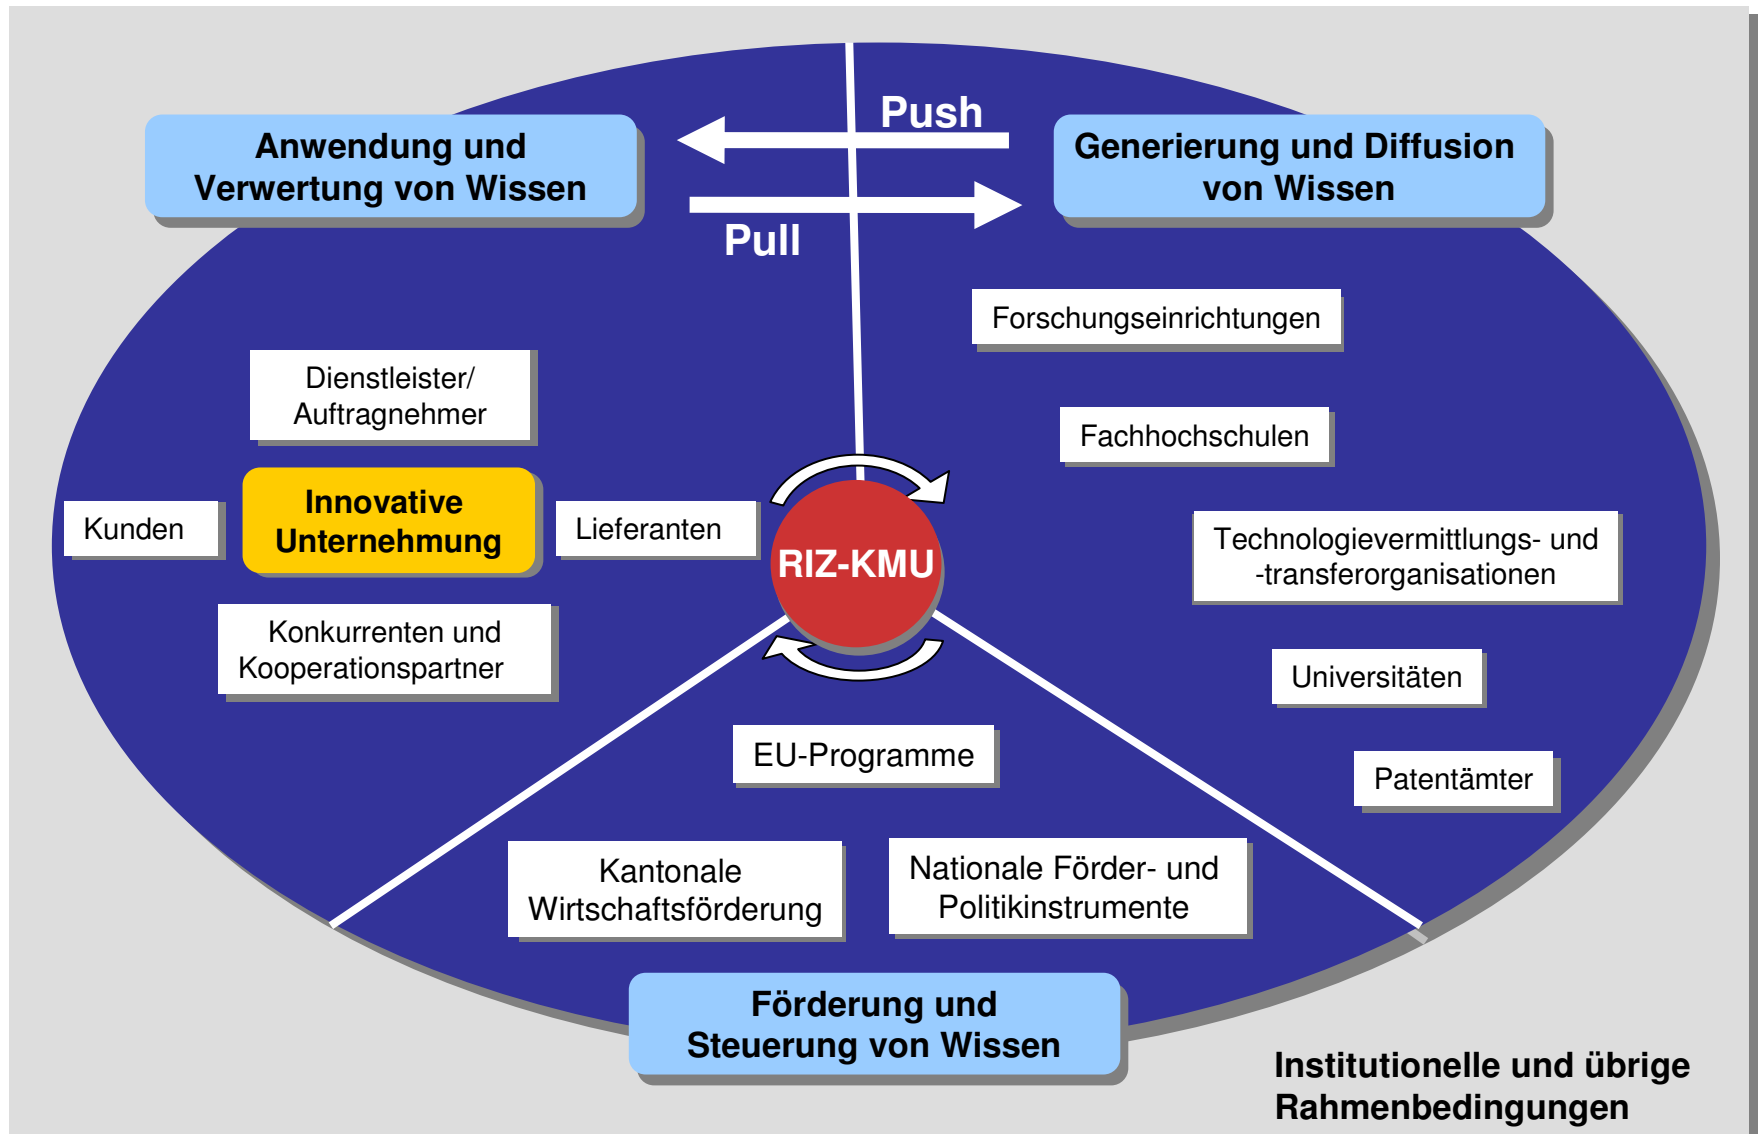 Anwendung und
Verwertung von Wissen
Push
Pull
Generierung und Diffusion
von Wissen
Forschungseinrichtungen
Dienstleister/
Auftragnehmer
Fachhochschulen
Kunden
Innovative
Unternehmung
Lieferanten
RIZ-KMU
Technologievermittlungs- und
-transferorganisationen
Konkurrenten und
Kooperationspartner
Universitäten
EU-Programme
Patentämter
Kantonale
Wirtschaftsförderung
Nationale Förder- und
Politikinstrumente
Förderung und
Steuerung von Wissen
Institutionelle und übrige
Rahmenbedingungen